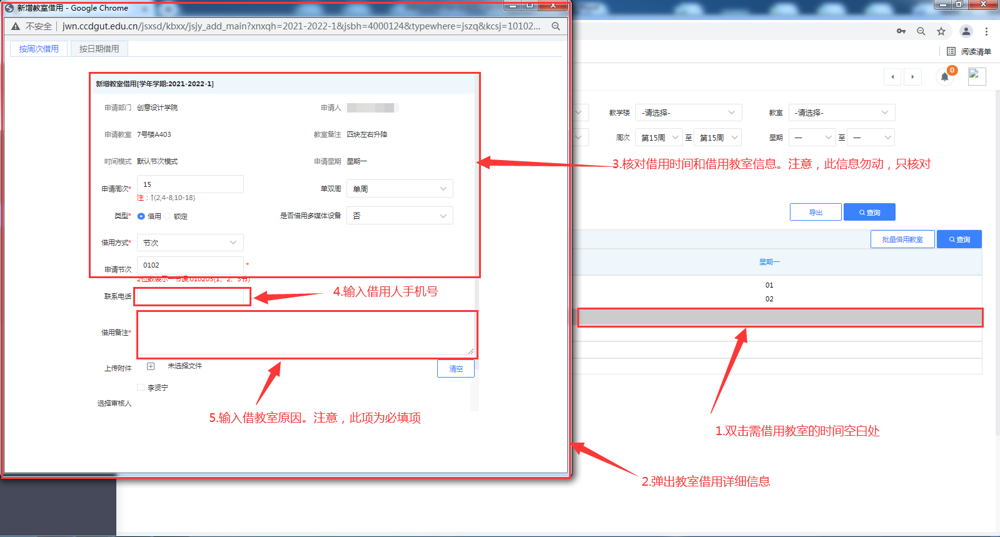 新增教室借用 - Google Chrome
不安全 | jwn.ccdgut.edu.cn/jsxsd/kbxx/jsjy_add_main?xnxqh=2021-2022-1&jsbh=4000124&typewhere=jszq&kcsj=10102...
按周次借用 按日期借用
新增教室借用[学年学期:2021-2022-1]
申请部门 创意设计学院 申请人
申请教室 7号楼A403 教室备注 四块左右升降
时间模式 默认节次模式 申请星期 星期一
申请周次* 15 单双周 单周
注：↑(2,4-8,10-18)
类型* 借用 锁定 是否借用多媒体设备 否
借用方式* 节次
申请节次 0102 *
2位数表示一节课:010203(1、2、3节)
联系电话
4.输入借用人手机号
借用备注*
上传附件 未选择文件 清空
李贤宁
选择审核人
5.输入借教室原因。注意，此项为必填项
阅读清单
0
教学楼 -请选择- 教室 -请选择-
周次 第15周 至 第15周 星期 一 至 一
3.核对借用时间和借用教室信息。注意，此信息勿动，只核对
导出 查询
批量借用教室 查询
星期一
01
02
1.双击需借用教室的时间空白处
2.弹出教室借用详细信息